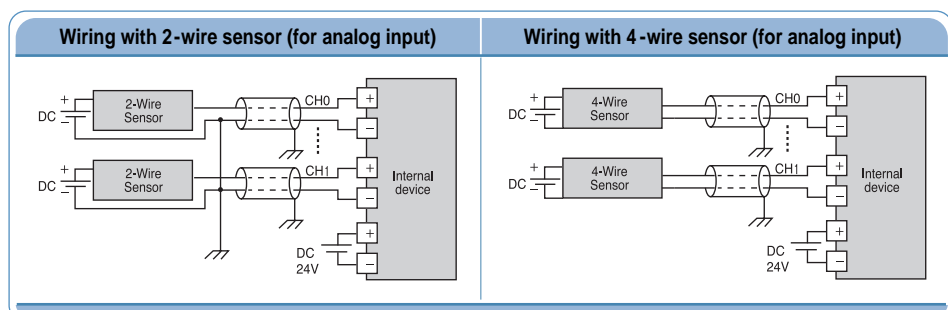 Wiring with 2-wire sensor (for analog input)
+
DC
−
2-Wire
Sensor
CH0
+
−
+
DC
−
2-Wire
Sensor
CH1
+
−
Internal
device
DC
24V
+
−
Wiring with 4-wire sensor (for analog input)
+
DC
−
4-Wire
Sensor
CH0
+
−
+
DC
−
4-Wire
Sensor
CH1
+
−
Internal
device
DC
24V
+
−